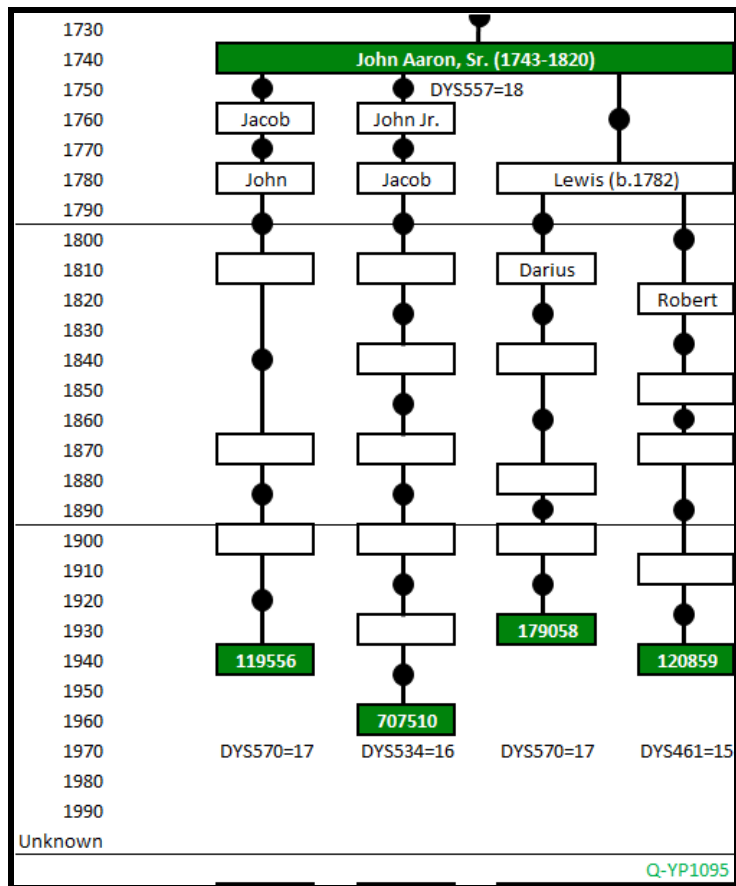 1730
1740 John Aaron, Sr. (1743-1820)
1750 DYS557=18
1760 Jacob John Jr.
1770
1780 John Jacob Lewis (b.1782)
1790
1800
1810 Darius
1820 Robert
1830
1840
1850
1860
1870
1880
1890
1900
1910
1920
1930 179058
1940 119556 120859
1950
1960 707510
1970 DYS570=17 DYS534=16 DYS570=17 DYS461=15
1980
1990
Unknown
Q-YP1095